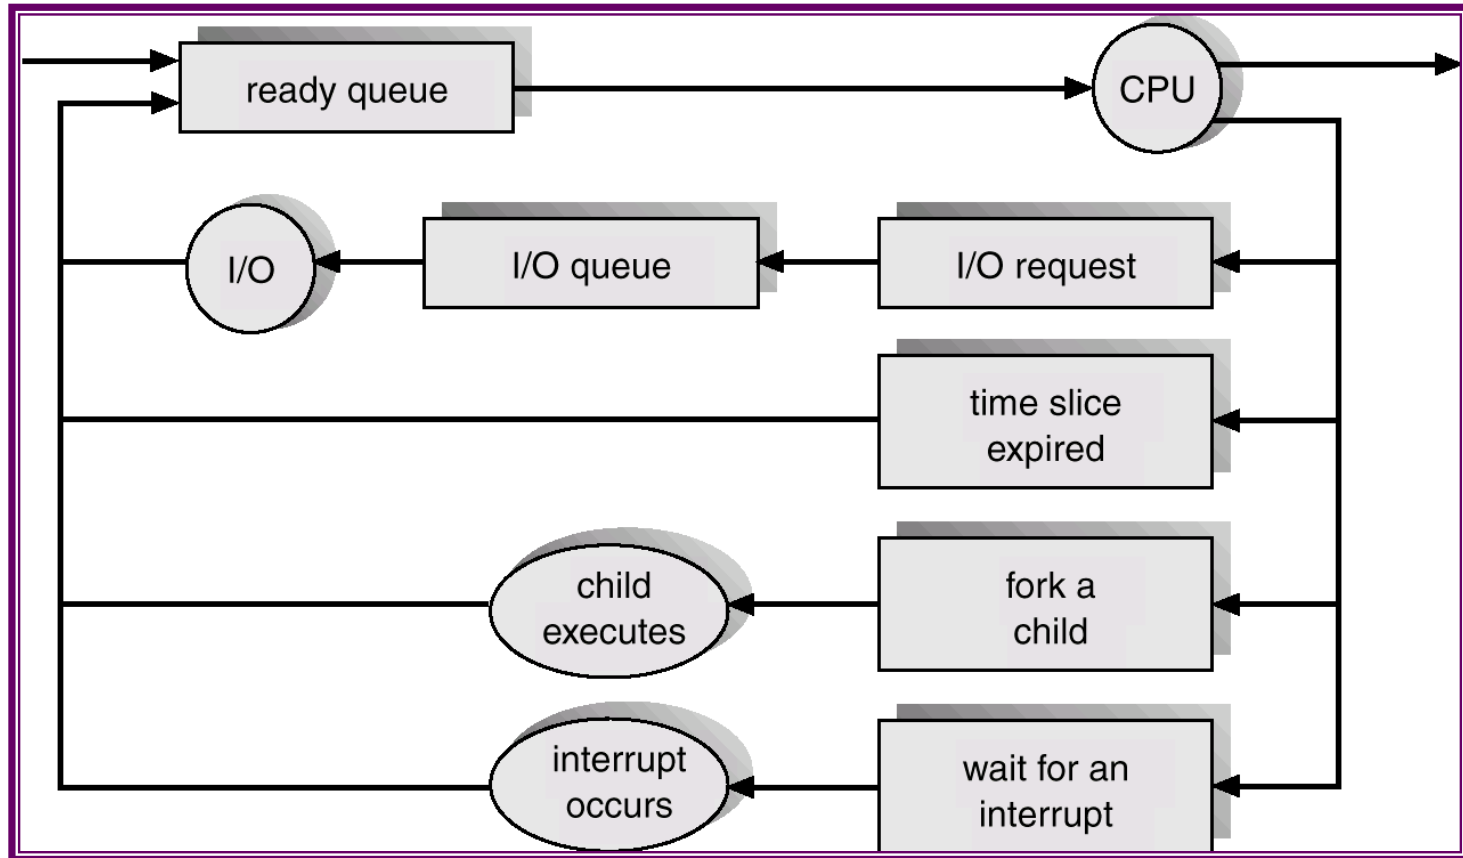 ready queue
CPU
I/O
I/O queue
I/O request
time slice
expired
child
executes
fork a
child
interrupt
occurs
wait for an
interrupt